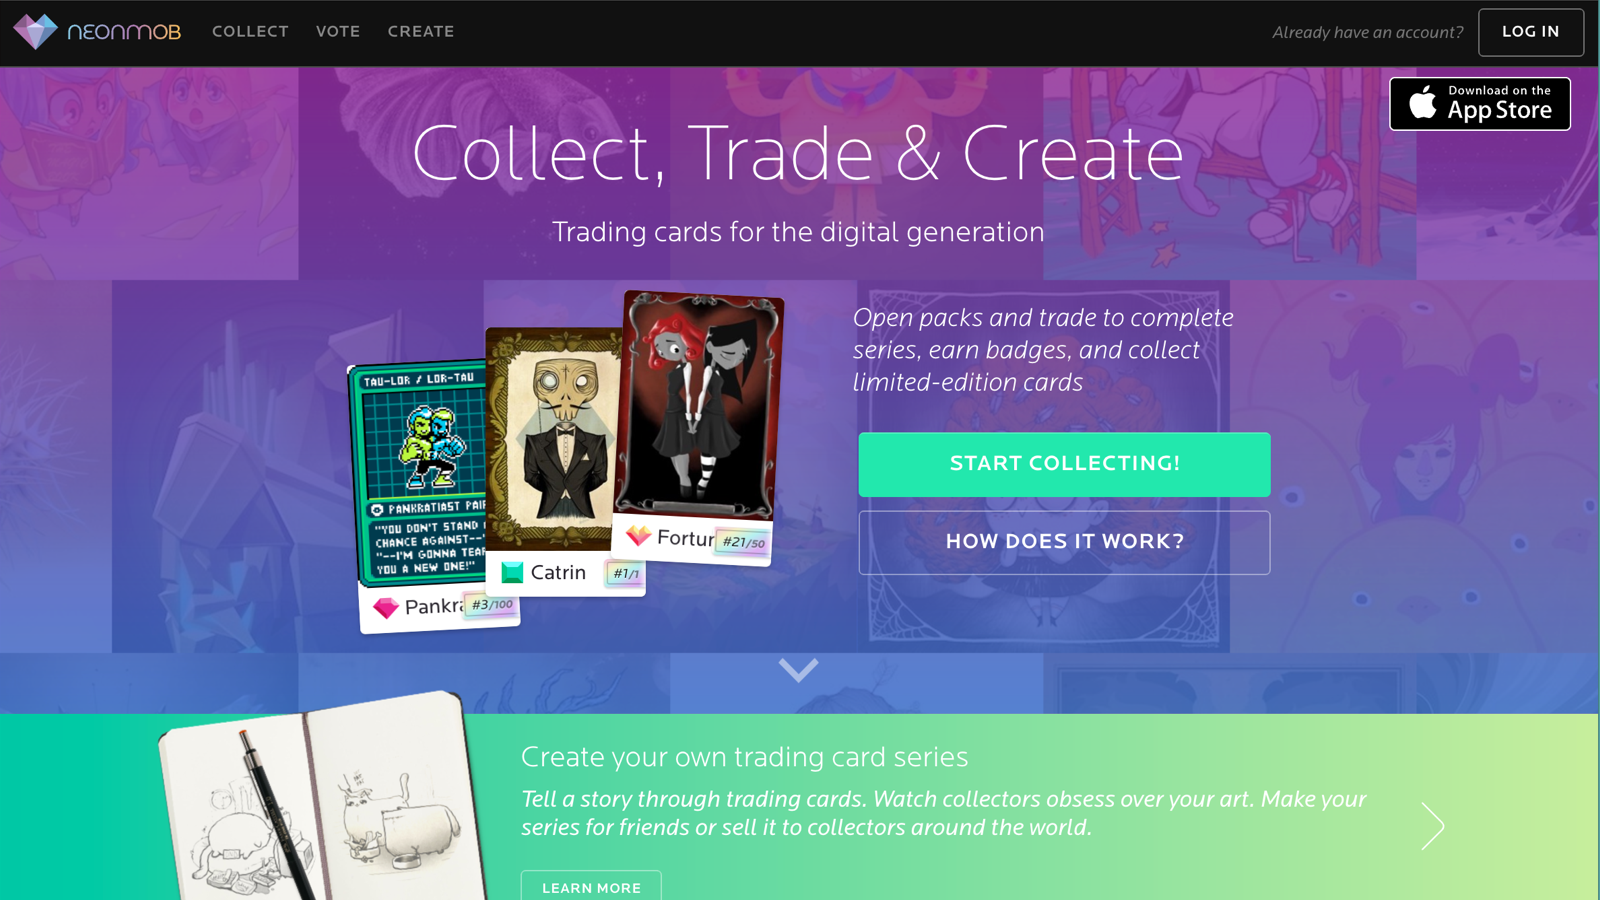 NEONMOB
COLLECT
VOTE
CREATE
Already have an account?
LOG IN
Download on the
App Store
Collect, Trade & Create
Trading cards for the digital generation
Open packs and trade to complete
series, earn badges, and collect
limited-edition cards
START COLLECTING!
HOW DOES IT WORK?
TAU-LOR / LOR-TAU
PANKRATIAST PAIR
"YOU DON'T STAND
CHANCE AGAINST--"
"--I'M GONNA TEAR
YOU A NEW ONE!"
Pankra
#3/100
Catrin
#1/1
Fortur
#21/50
Create your own trading card series
Tell a story through trading cards. Watch collectors obsess over your art. Make your
series for friends or sell it to collectors around the world.
LEARN MORE